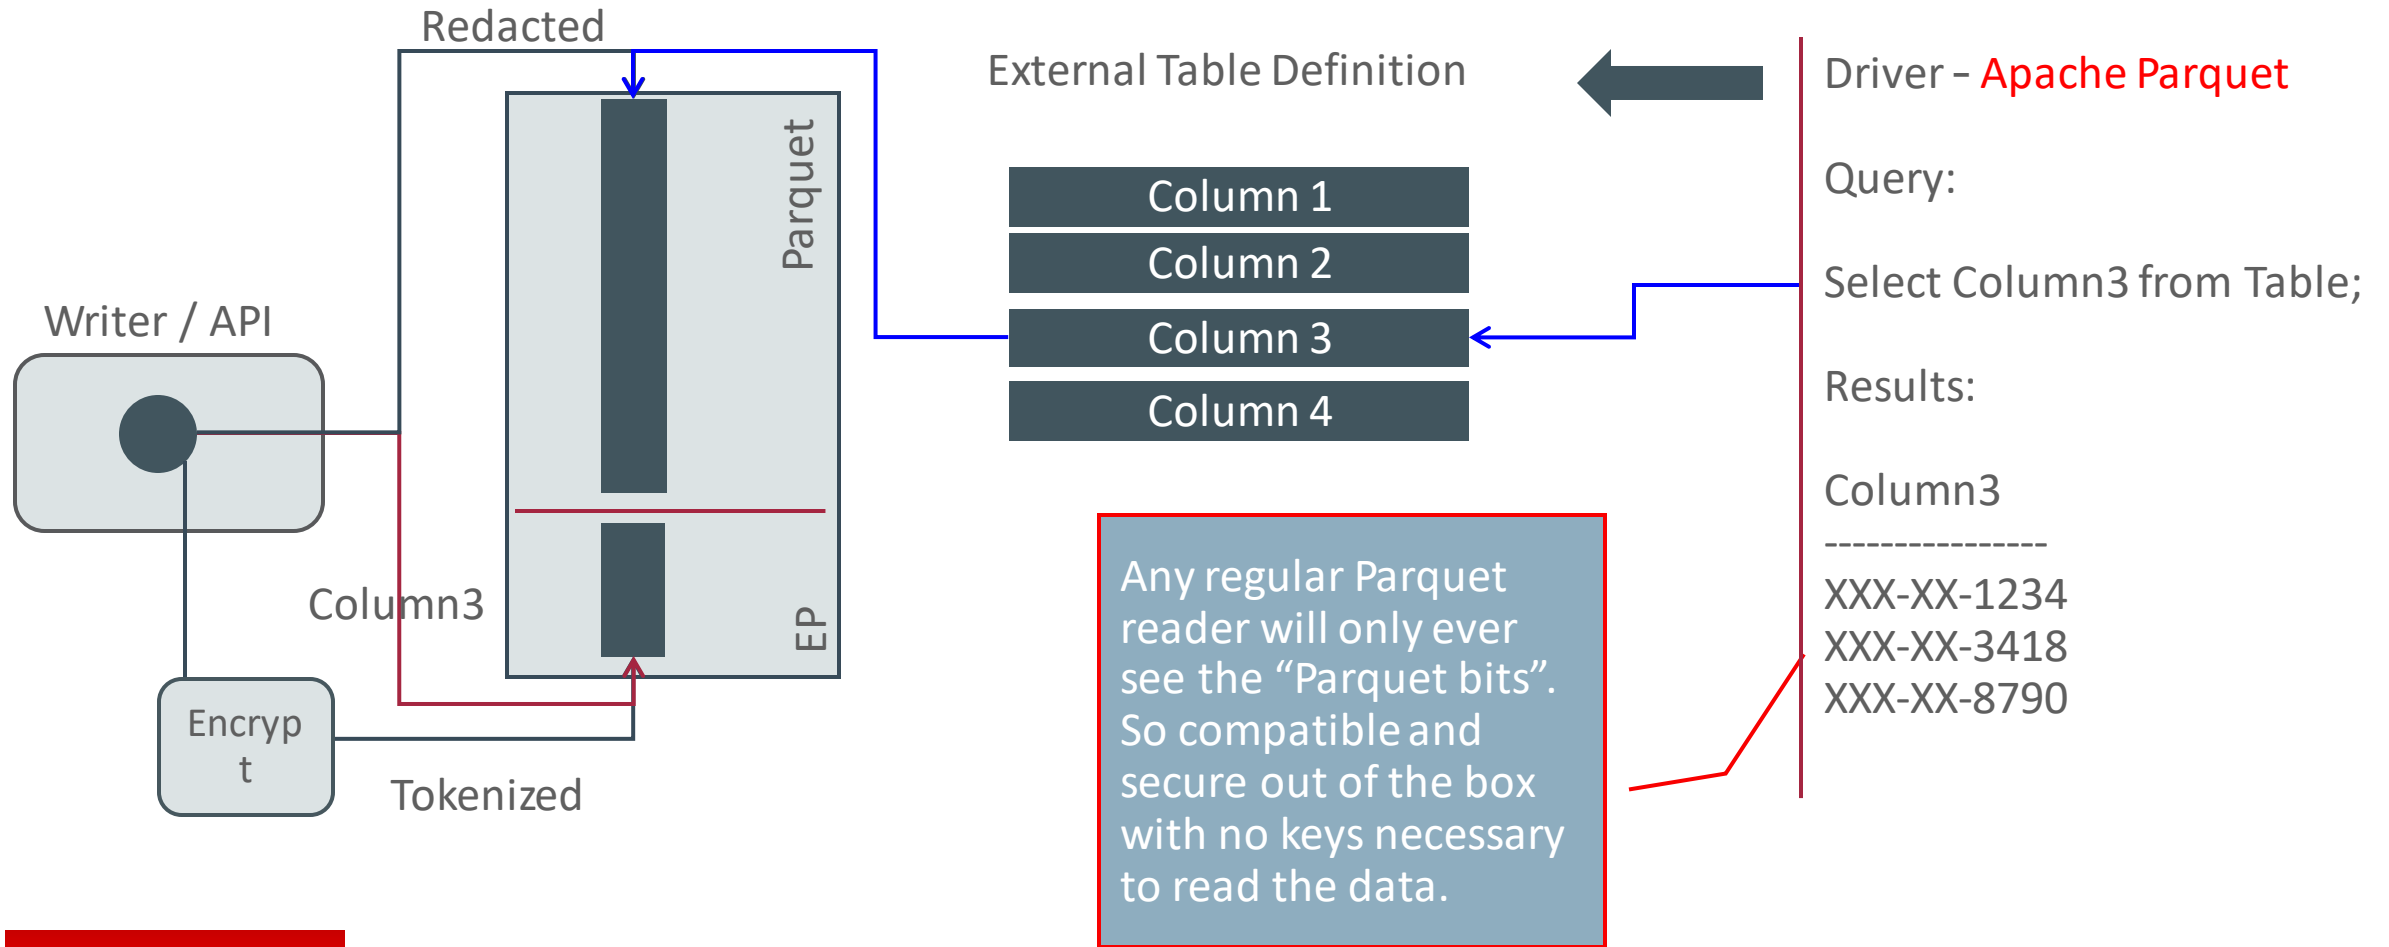 Redacted
Parquet
EP
Writer / API
Column3
Encryp
t
Tokenized
External Table Definition
Column 1
Column 2
Column 3
Column 4
Any regular Parquet
reader will only ever
see the “Parquet bits”.
So compatible and
secure out of the box
with no keys necessary
to read the data.
Driver – Apache Parquet
Query:
Select Column3 from Table;
Results:
Column3
----------------
XXX-XX-1234
XXX-XX-3418
XXX-XX-8790